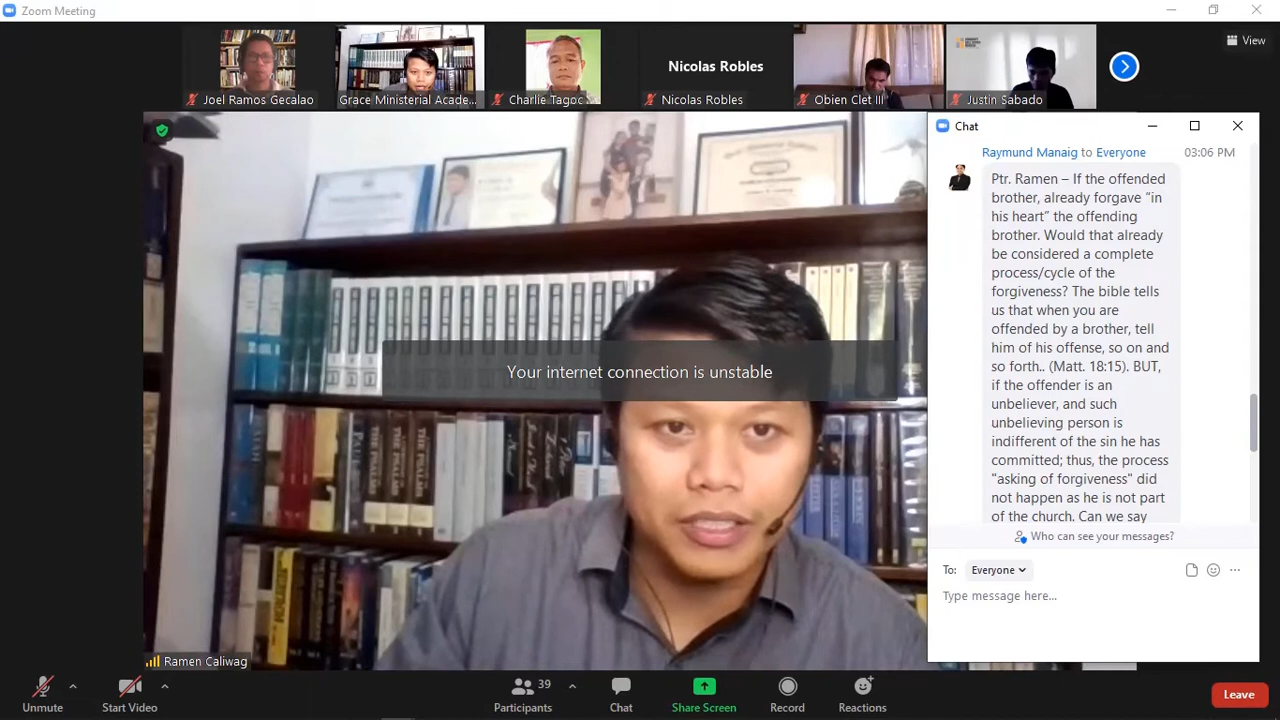 Zoom Meeting
View
Joel Ramos Gecalao
Grace Ministerial Acade...
Charlie Tagoc
Nicolas Robles
Nicolas Robles
Obien Clet III
Justin Sabado
Your internet connection is unstable
Ramen Caliwag
Chat
Raymund Manaig to Everyone 03:06 PM
Ptr. Ramen – If the offended
brother, already forgave “in
his heart” the offending
brother. Would that already
be considered a complete
process/cycle of the
forgiveness? The bible tells
us that when you are
offended by a brother, tell
him of his offense, so on and
so forth.. (Matt. 18:15). BUT,
if the offender is an
unbeliever, and such
unbelieving person is
indifferent of the sin he has
committed; thus, the process
"asking of forgiveness" did
not happen as he is not part
of the church. Can we say
Who can see your messages?
To: Everyone
Type message here...
Unmute
Start Video
39
Participants
Chat
Share Screen
Record
Reactions
Leave